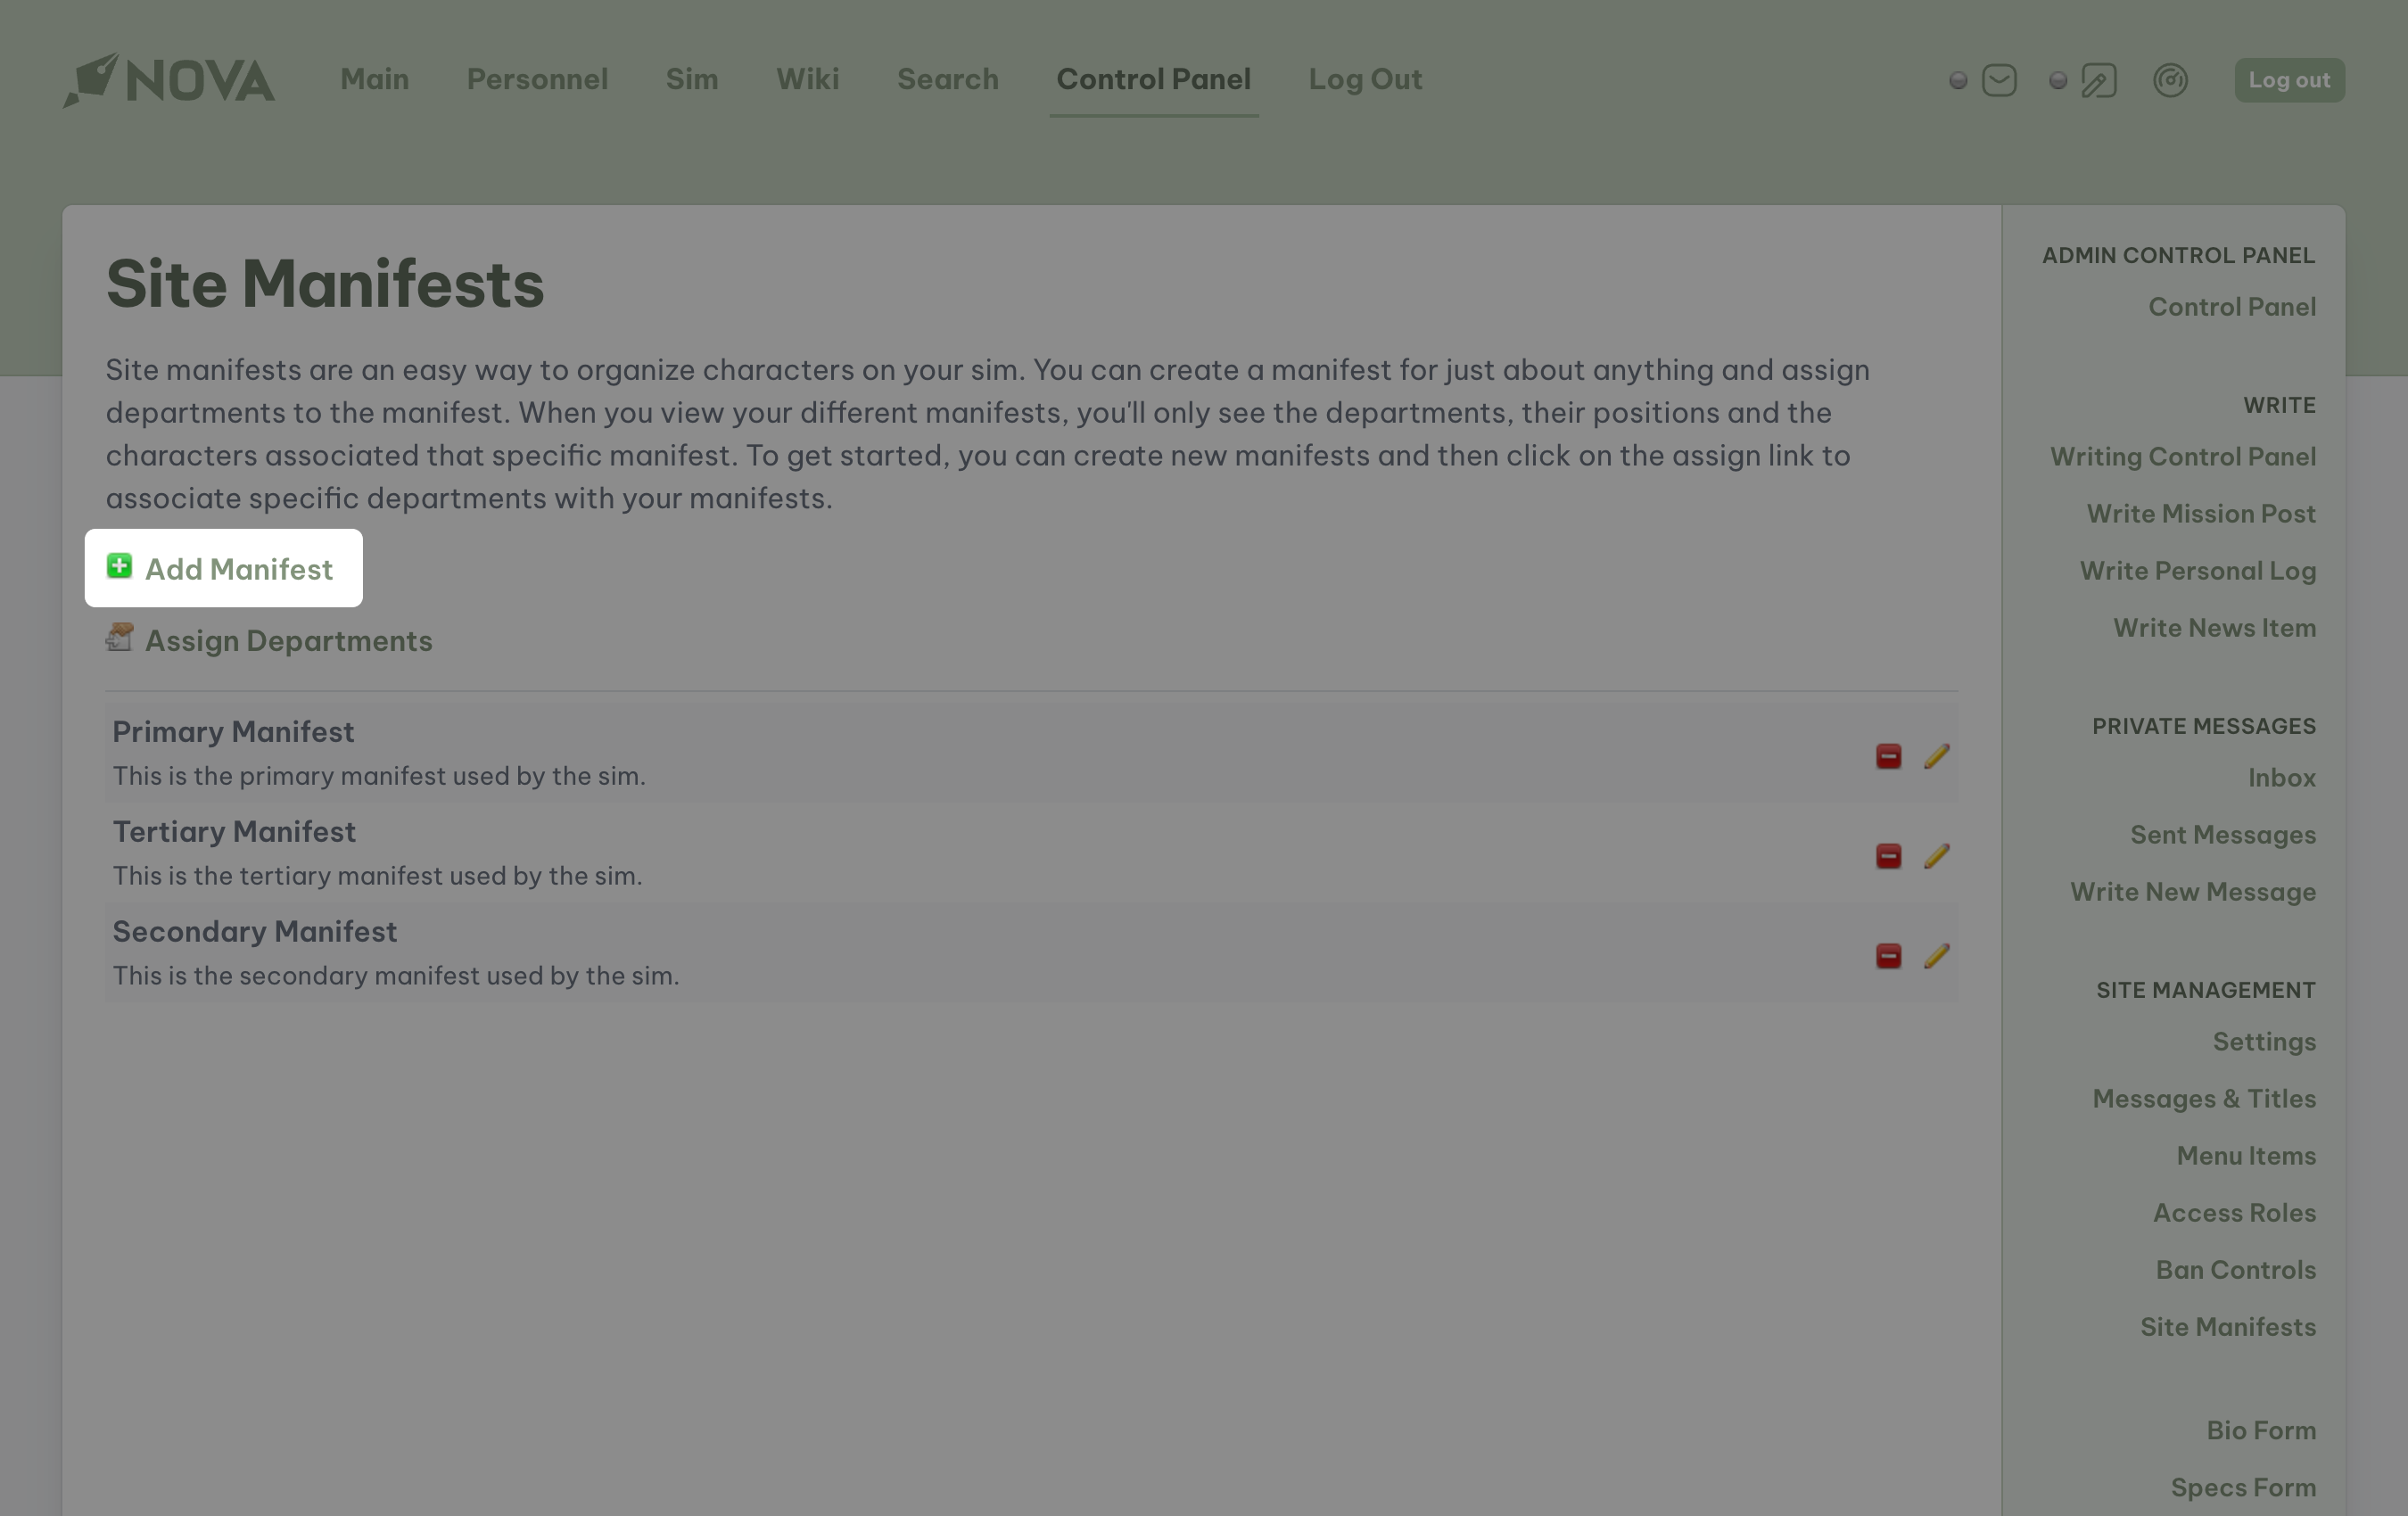 NOVA
Main Personnel Sim Wiki Search Control Panel Log Out
Log out
Site Manifests
Site manifests are an easy way to organize characters on your sim. You can create a manifest for just about anything and assign
departments to the manifest. When you view your different manifests, you'll only see the departments, their positions and the
characters associated that specific manifest. To get started, you can create new manifests and then click on the assign link to
associate specific departments with your manifests.
Add Manifest
Assign Departments
Primary Manifest
This is the primary manifest used by the sim.
Tertiary Manifest
This is the tertiary manifest used by the sim.
Secondary Manifest
This is the secondary manifest used by the sim.
ADMIN CONTROL PANEL
Control Panel
WRITE
Writing Control Panel
Write Mission Post
Write Personal Log
Write News Item
PRIVATE MESSAGES
Inbox
Sent Messages
Write New Message
SITE MANAGEMENT
Settings
Messages & Titles
Menu Items
Access Roles
Ban Controls
Site Manifests
Bio Form
Specs Form